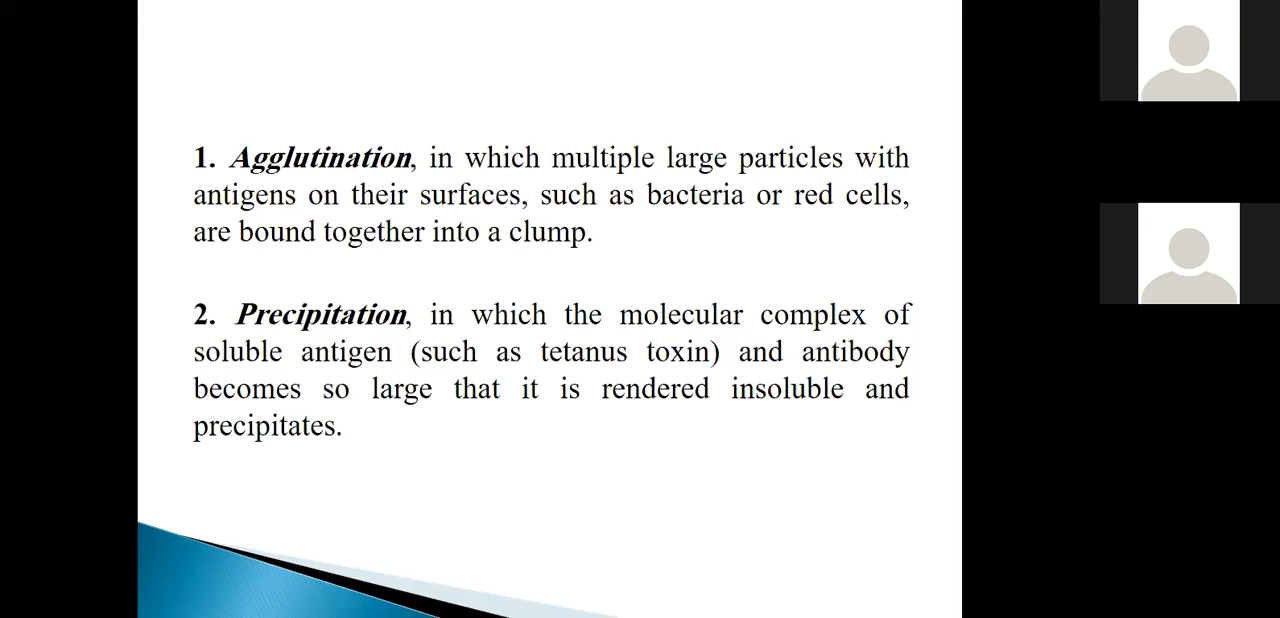 1. Agglutination, in which multiple large particles with
antigens on their surfaces, such as bacteria or red cells,
are bound together into a clump.
2. Precipitation, in which the molecular complex of
soluble antigen (such as tetanus toxin) and antibody
becomes so large that it is rendered insoluble and
precipitates.